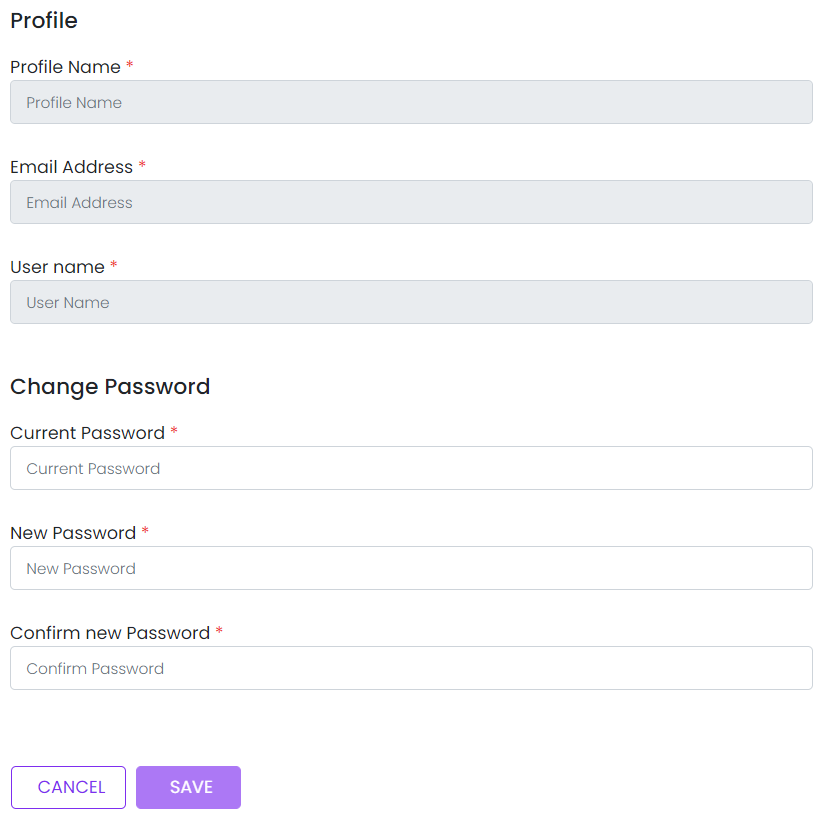 Profile
Profile Name *
Profile Name
Email Address *
Email Address
User name *
User Name
Change Password
Current Password *
Current Password
New Password *
New Password
Confirm new Password *
Confirm Password
CANCEL SAVE